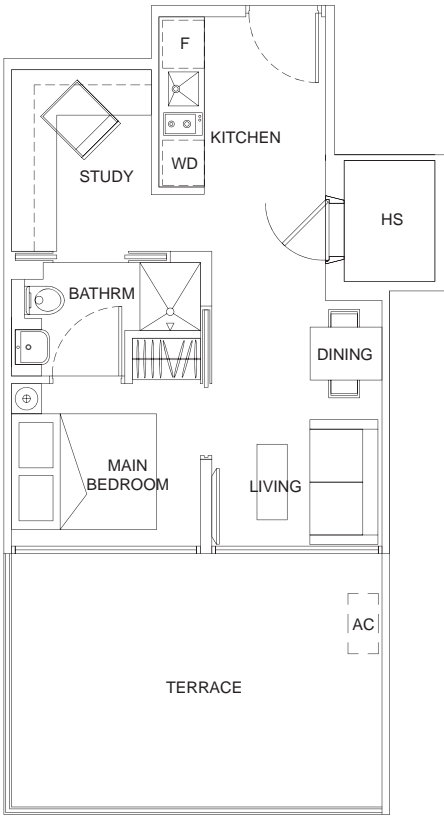 F
KITCHEN
WD
STUDY
HS
BATHRM
DINING
MAIN
BEDROOM
LIVING
AC
TERRACE